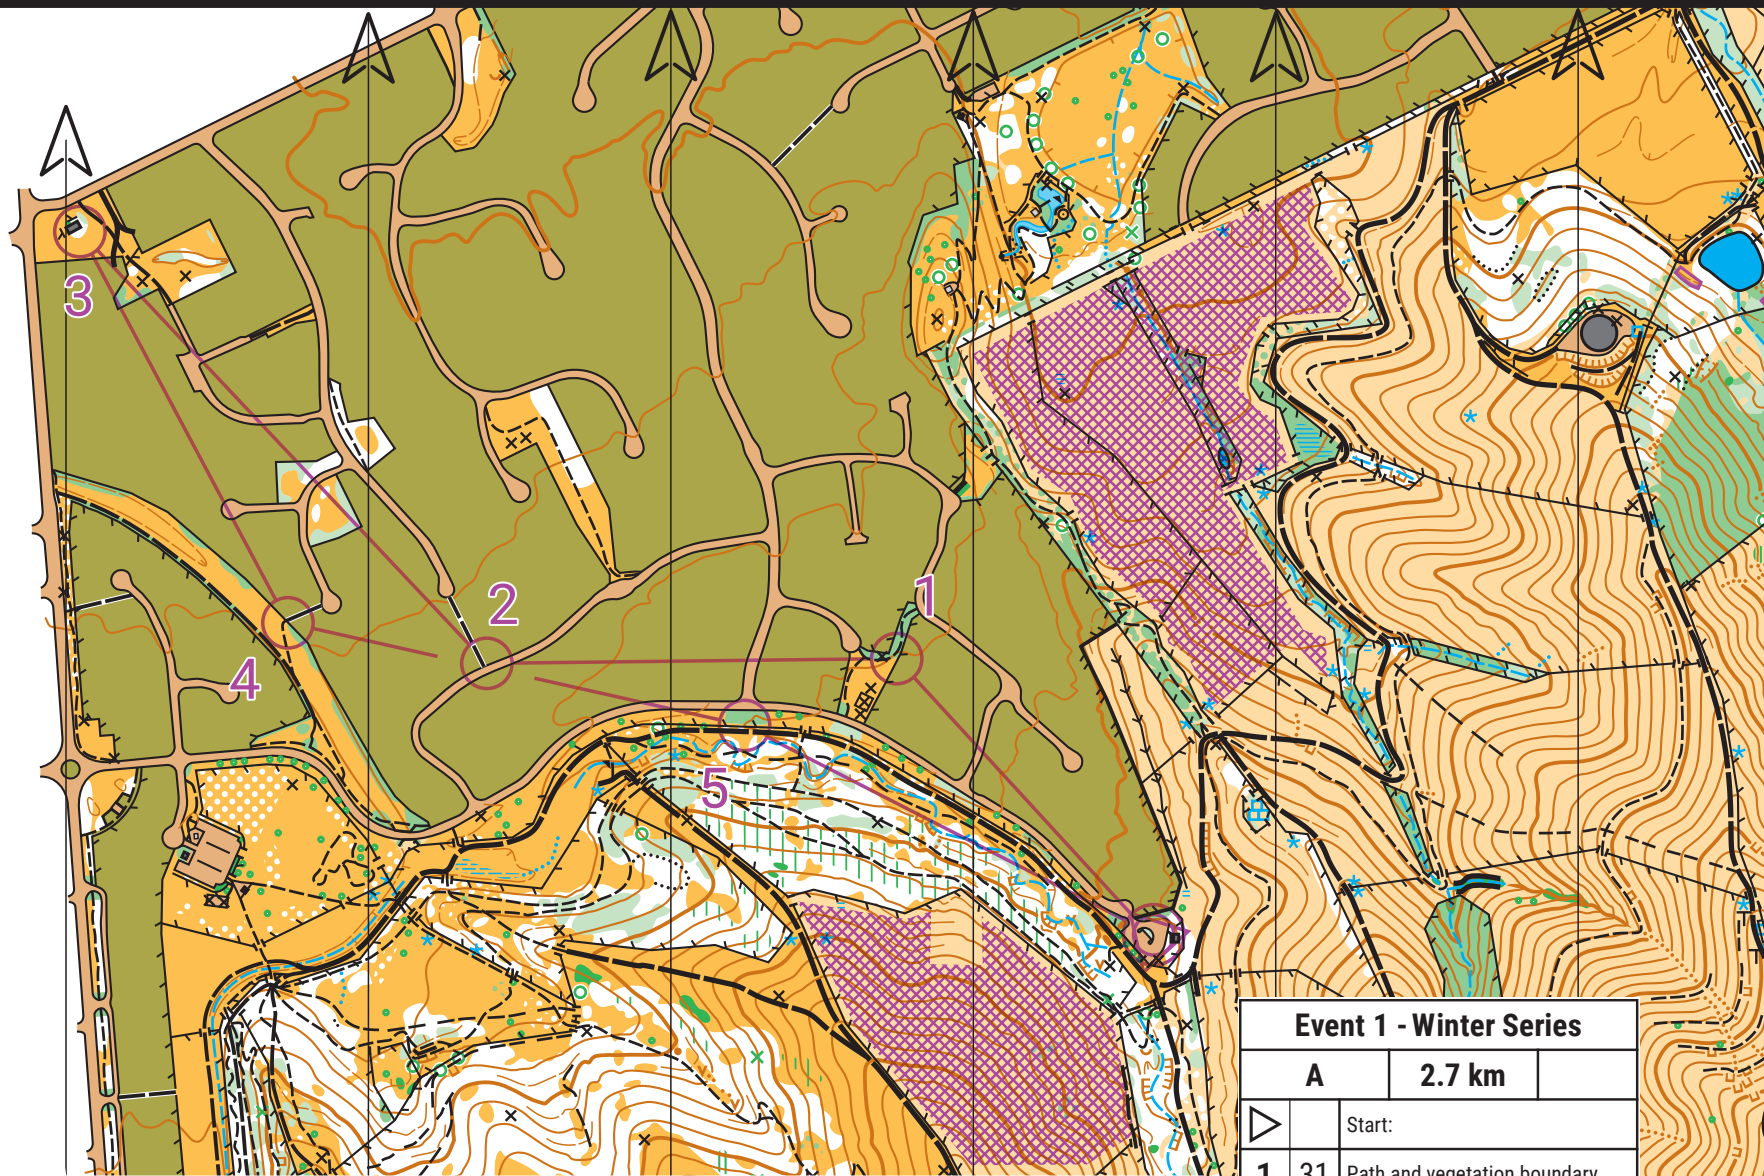 1
2
3
4
5
Event 1 - Winter Series
A 2.7 km
Start:
1 31 Path and vegetation boundary